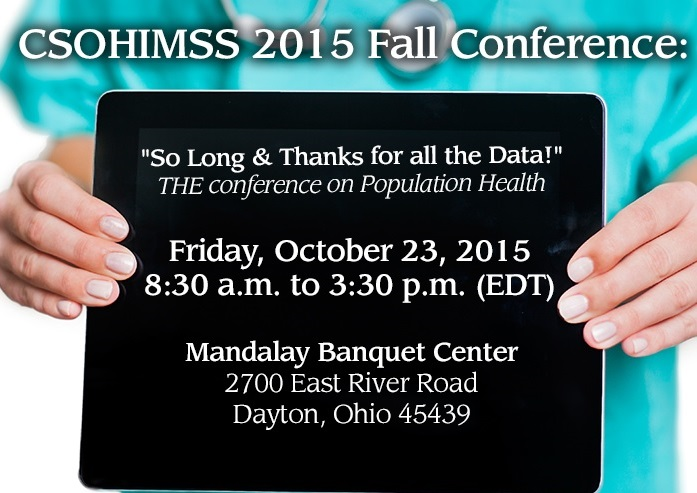 CSOHIMSS 2015 Fall Conference:
"So Long & Thanks for all the Data!"
THE conference on Population Health
Friday, October 23, 2015
8:30 a.m. to 3:30 p.m. (EDT)
Mandalay Banquet Center
2700 East River Road
Dayton, Ohio 45439